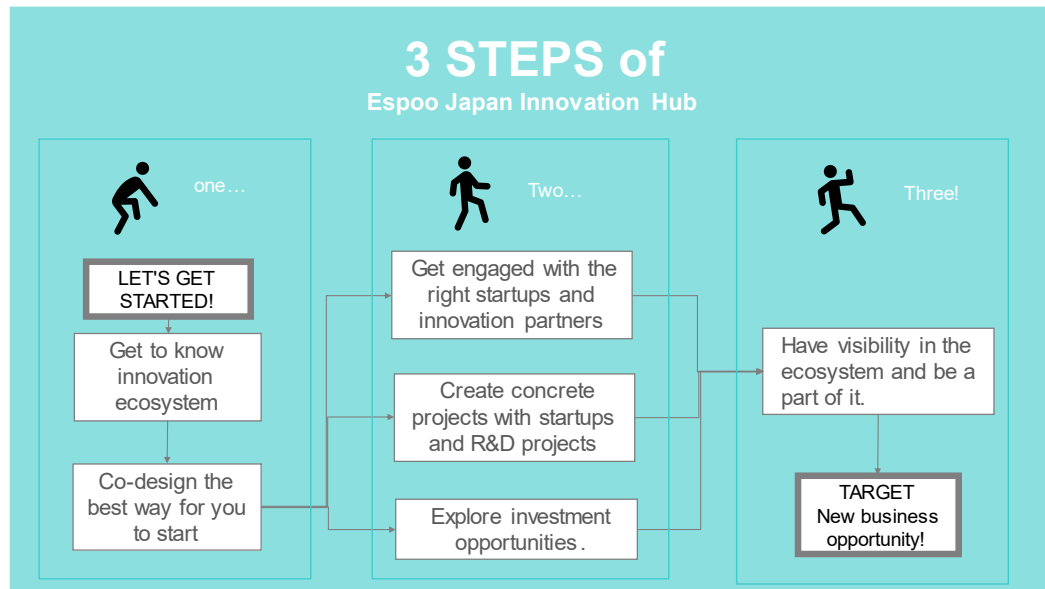 3 STEPS of
Espoo Japan Innovation Hub
one…
LET'S GET
STARTED!
Get to know
innovation
ecosystem
Co-design the
best way for you
to start
Two…
Get engaged with the
right startups and
innovation partners
Create concrete
projects with startups
and R&D projects
Explore investment
opportunities.
Three!
Have visibility in the
ecosystem and be a
part of it.
TARGET
New business
opportunity!